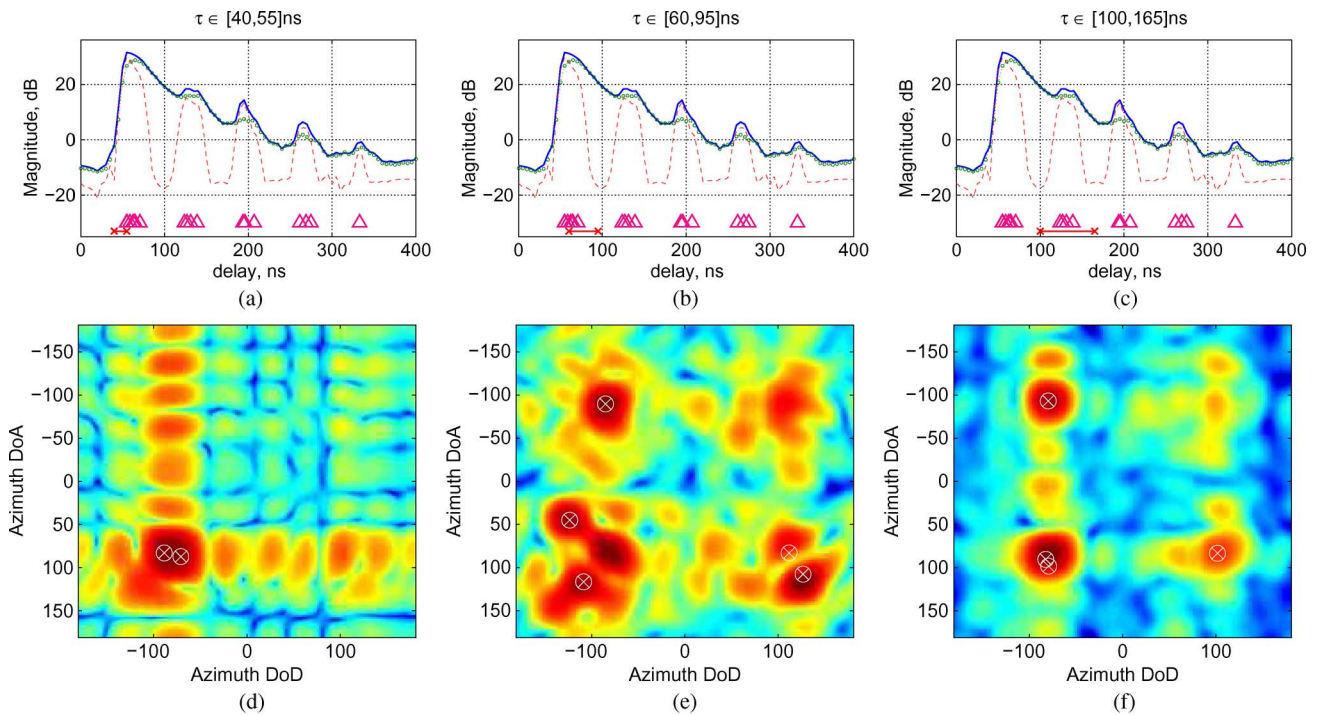 τ ∈ [40,55]ns
τ ∈ [60,95]ns
τ ∈ [100,165]ns
Magnitude, dB
20
0
−20
0 100 200 300 400
delay, ns
(a)
Magnitude, dB
20
0
−20
0 100 200 300 400
delay, ns
(b)
Magnitude, dB
20
0
−20
0 100 200 300 400
delay, ns
(c)
Azimuth DoA
−150
−100
−50
0
50
100
150
−100 0 100
Azimuth DoD
(d)
Azimuth DoA
−150
−100
−50
0
50
100
150
−100 0 100
Azimuth DoD
(e)
Azimuth DoA
−150
−100
−50
0
50
100
150
−100 0 100
Azimuth DoD
(f)